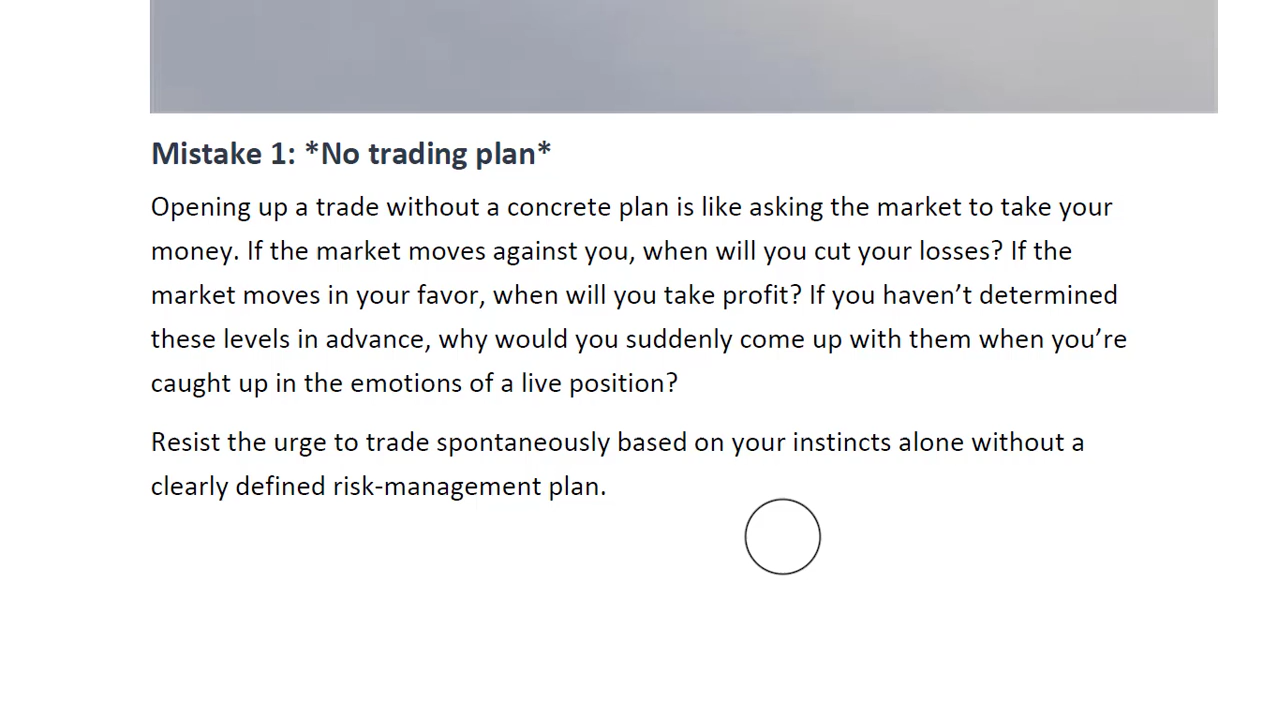 Mistake 1: *No trading plan*
Opening up a trade without a concrete plan is like asking the market to take your
money. If the market moves against you, when will you cut your losses? If the
market moves in your favor, when will you take profit? If you haven’t determined
these levels in advance, why would you suddenly come up with them when you’re
caught up in the emotions of a live position?
Resist the urge to trade spontaneously based on your instincts alone without a
clearly defined risk-management plan.